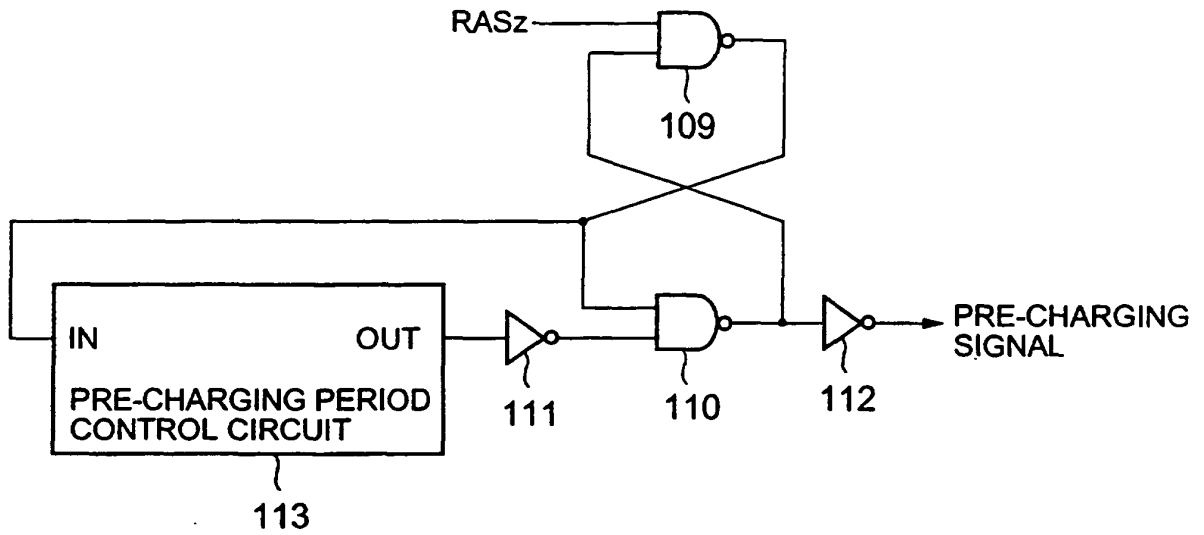 RASz
109
IN
OUT
PRE-CHARGING PERIOD
CONTROL CIRCUIT
113
111
110
112
PRE-CHARGING
SIGNAL